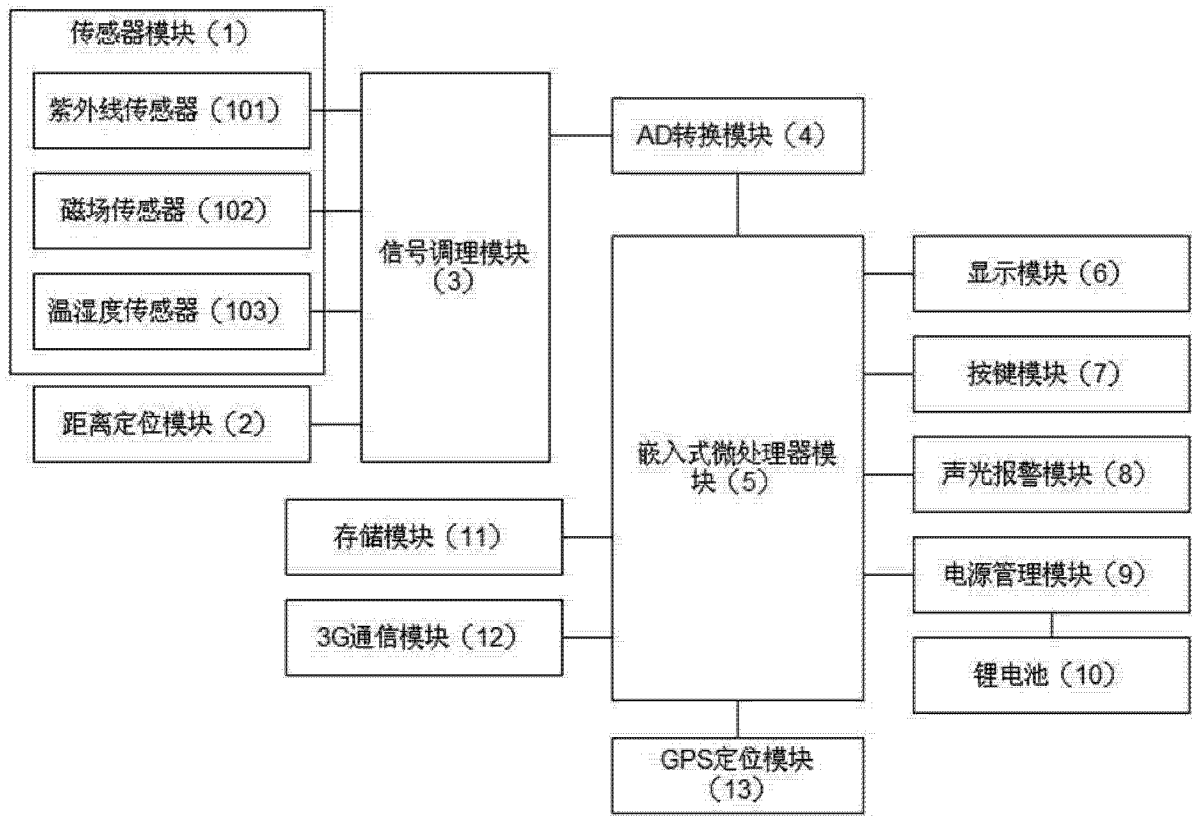 传感器模块（1）
紫外线传感器（101）
磁场传感器（102）
温湿度传感器（103）
距离定位模块（2）
信号调理模块
（3）
AD转换模块（4）
嵌入式微处理器模
块（5）
显示模块（6）
按键模块（7）
声光报警模块（8）
电源管理模块（9）
锂电池（10）
存储模块（11）
3G通信模块（12）
GPS定位模块
（13）